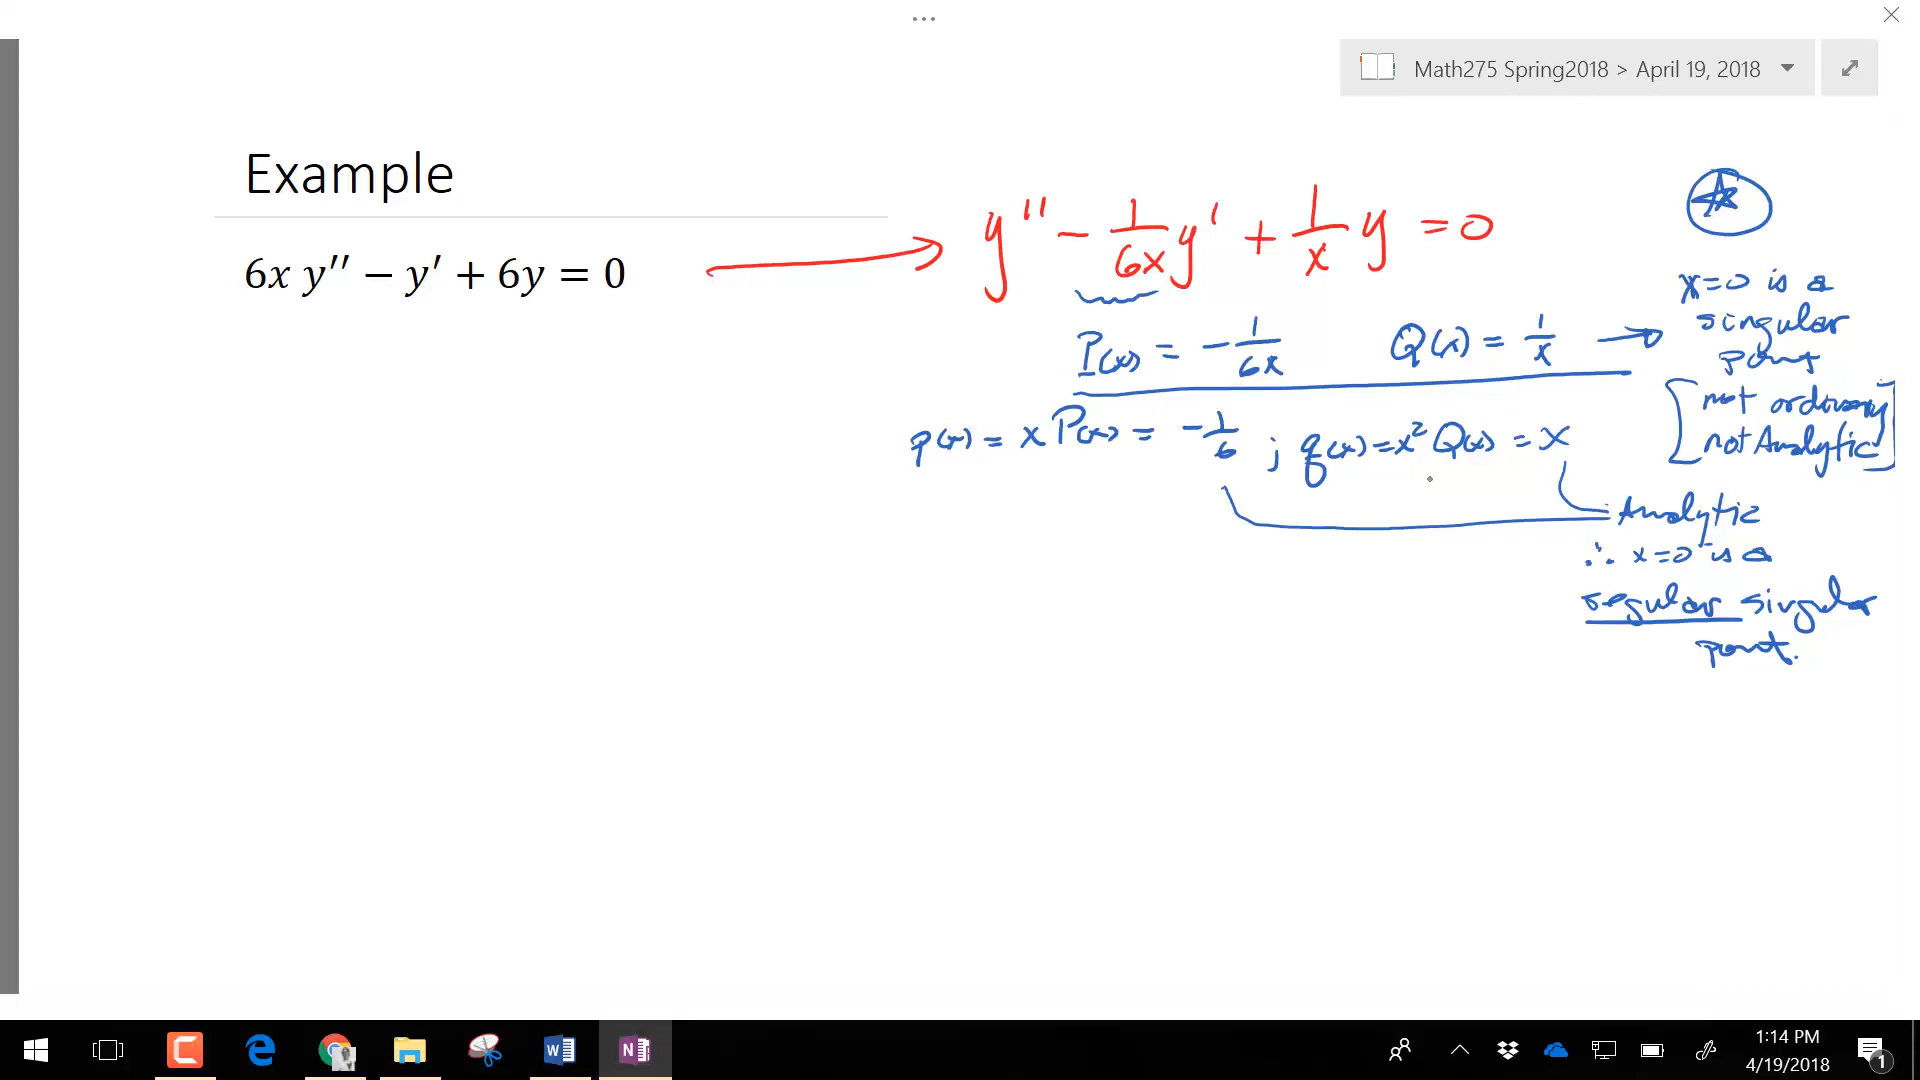 Math275 Spring2018 > April 19, 2018
Example
6x y′′ − y′ + 6y = 0
y'' - 1/6x y' + 1/x y = 0
P(x) = - 1/6x Q(x) = 1/x
x=0 is a
singular
point
[not ordinary
not Analytic]
p(x) = x P(x) = - 1/6 ; q(x) = x² Q(x) = x
Analytic
∴ x=0 is a
regular singular
point.
1:14 PM
4/19/2018
1